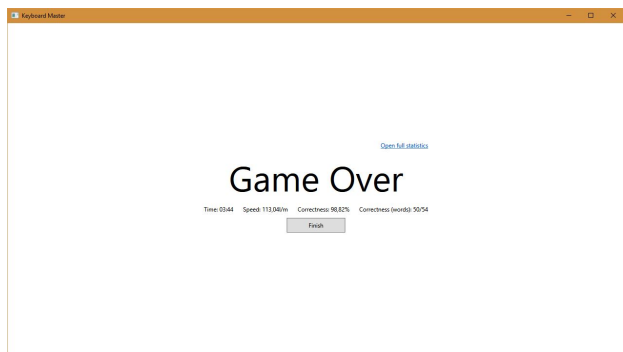 Keyboard Master
Open full statistics
Game Over
Time: 03:44 Speed: 113,04l/m Correctness: 98,82% Correctness (words): 50/54
Finish